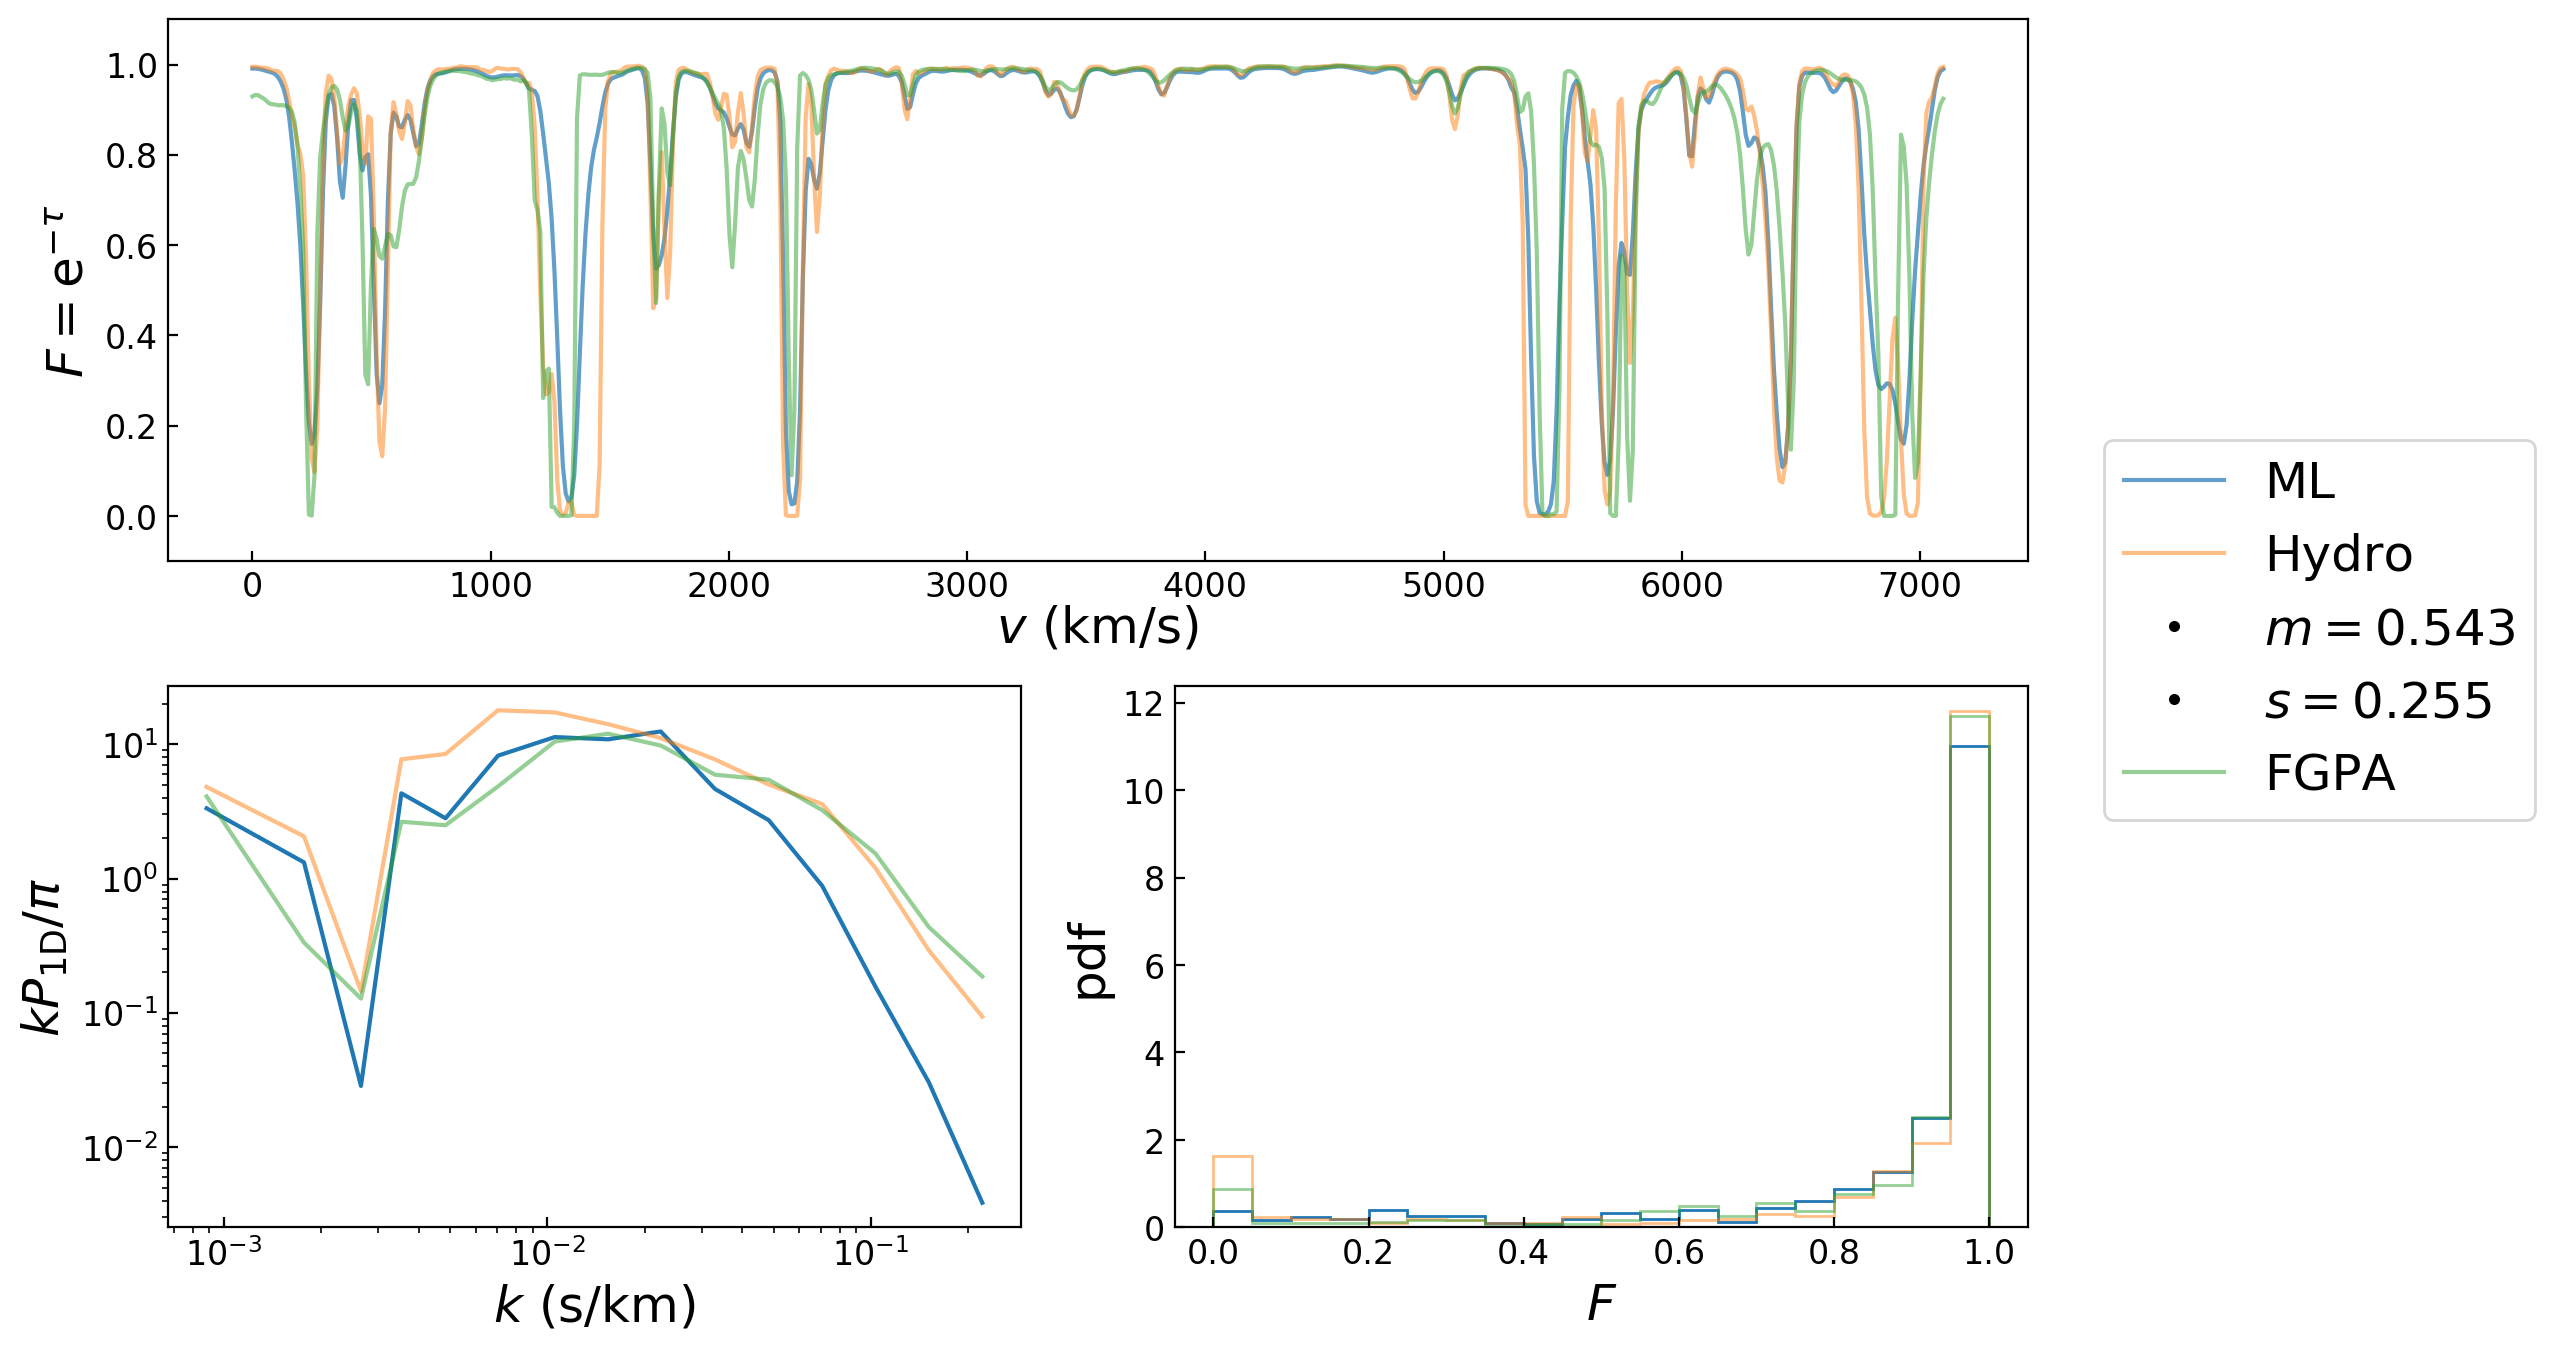 1.0
0.8
0.6
0.4
0.2
0.0
F = e^{-τ}
0 1000 2000 3000 4000 5000 6000 7000
v (km/s)
ML
Hydro
m = 0.543
s = 0.255
FGPA
10^1
10^0
10^{-1}
10^{-2}
kP_{1D}/π
10^{-3} 10^{-2} 10^{-1}
k (s/km)
12
10
8
6
4
2
0
pdf
0.0 0.2 0.4 0.6 0.8 1.0
F